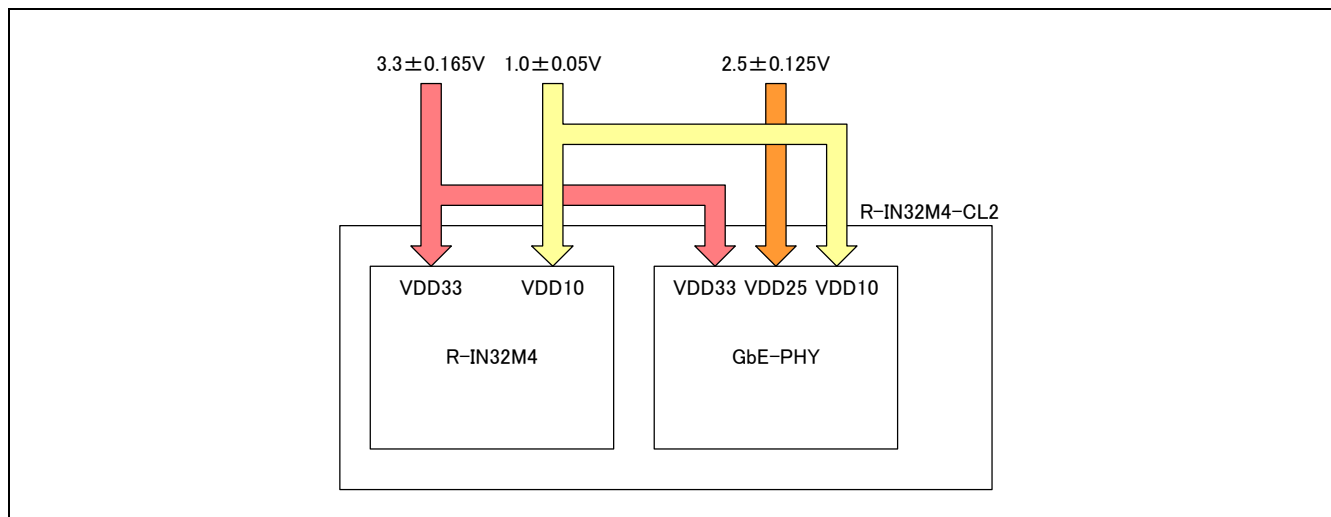 3.3±0.165V 1.0±0.05V 2.5±0.125V
R-IN32M4-CL2
VDD33 VDD10 VDD33 VDD25 VDD10
R-IN32M4 GbE-PHY